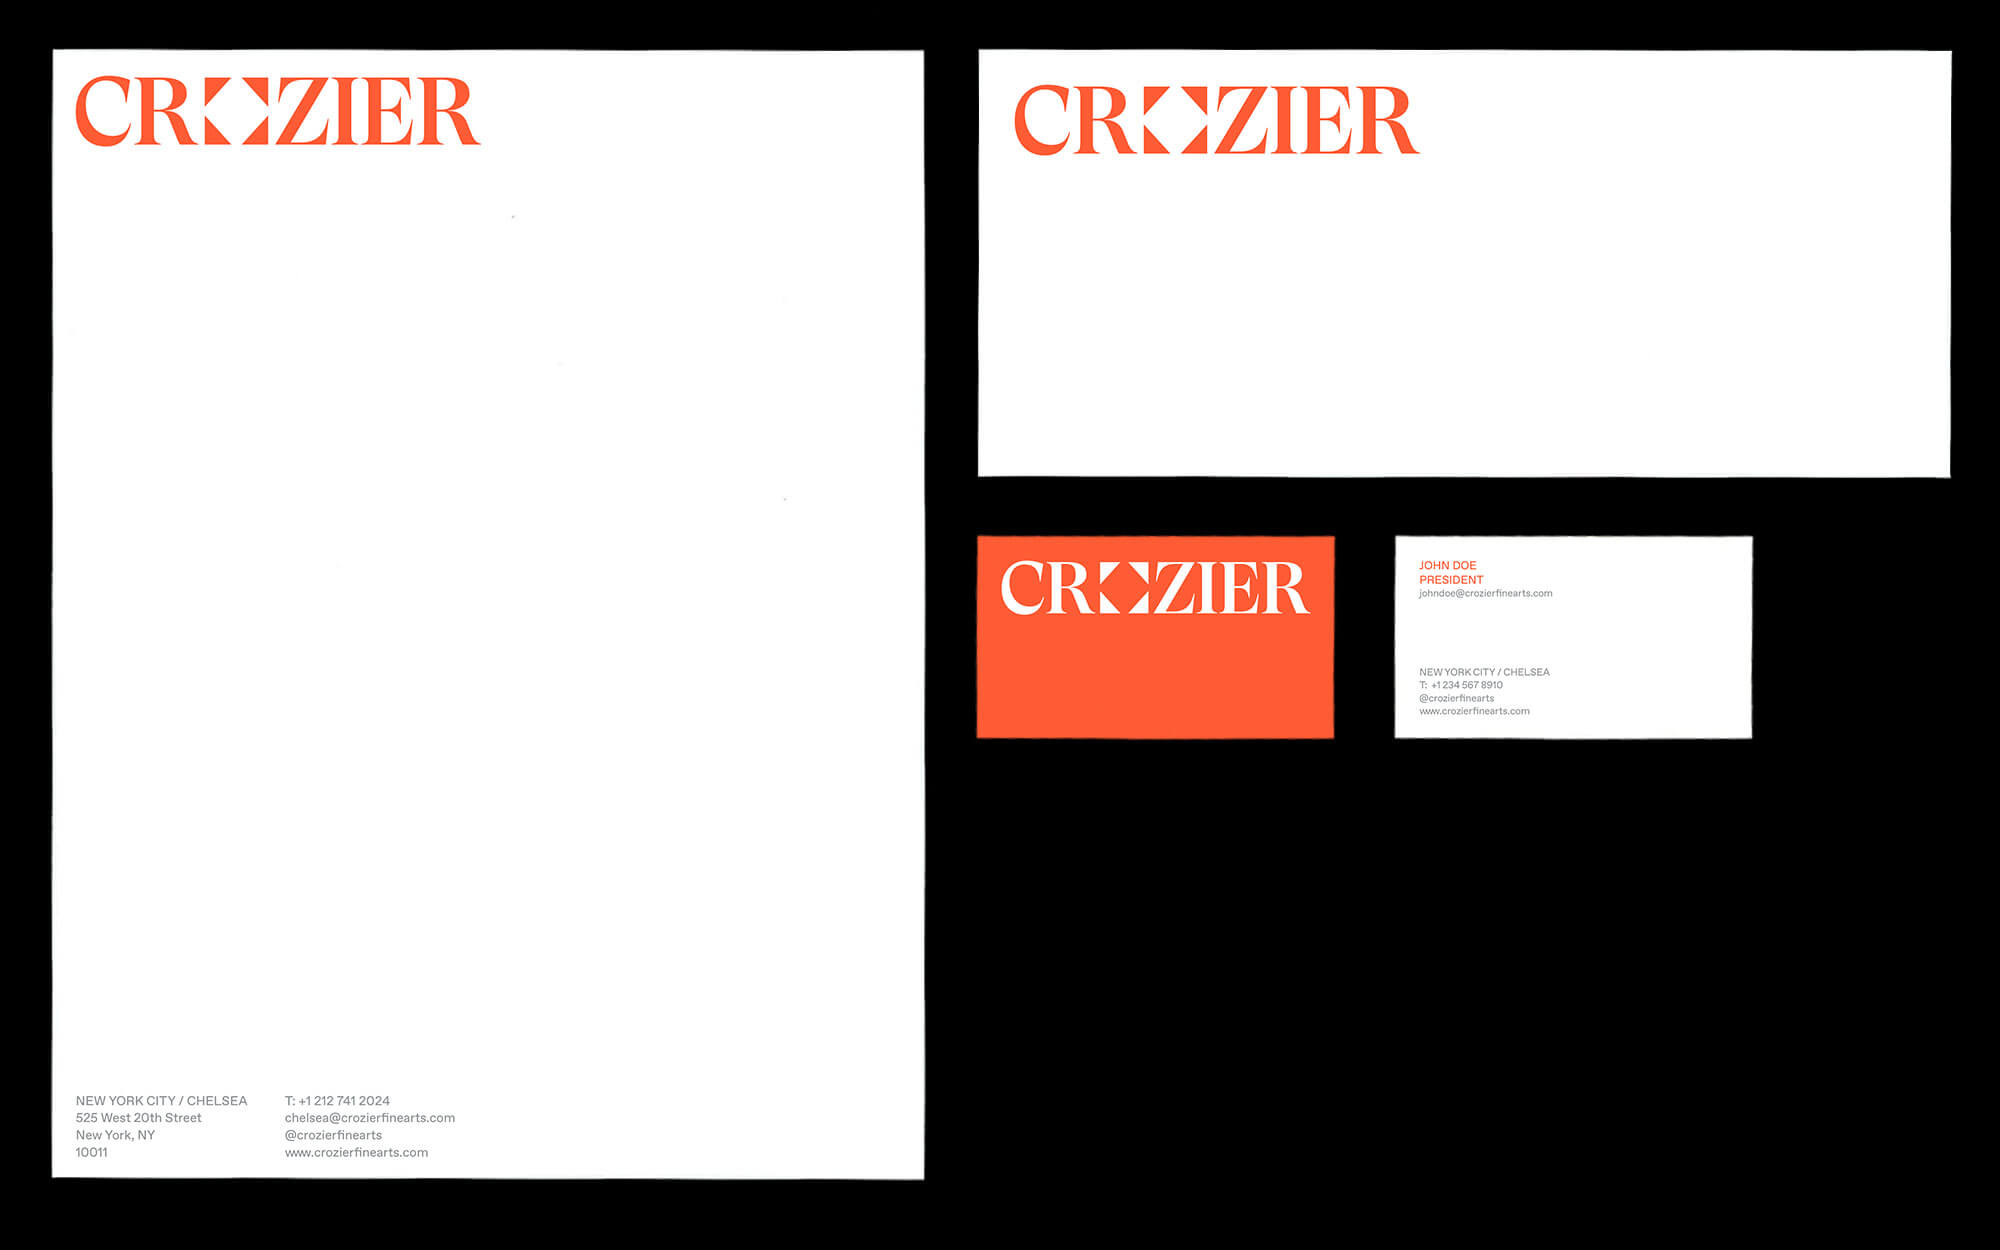 CROZIER
NEW YORK CITY / CHELSEA
525 West 20th Street
New York, NY
10011
T: +1 212 741 2024
chelsea@crozierfinearts.com
@crozierfinearts
www.crozierfinearts.com
CROZIER
CROZIER
JOHN DOE
PRESIDENT
johndoe@crozierfinearts.com
NEW YORK CITY / CHELSEA
T: +1 234 567 8910
@crozierfinearts
www.crozierfinearts.com